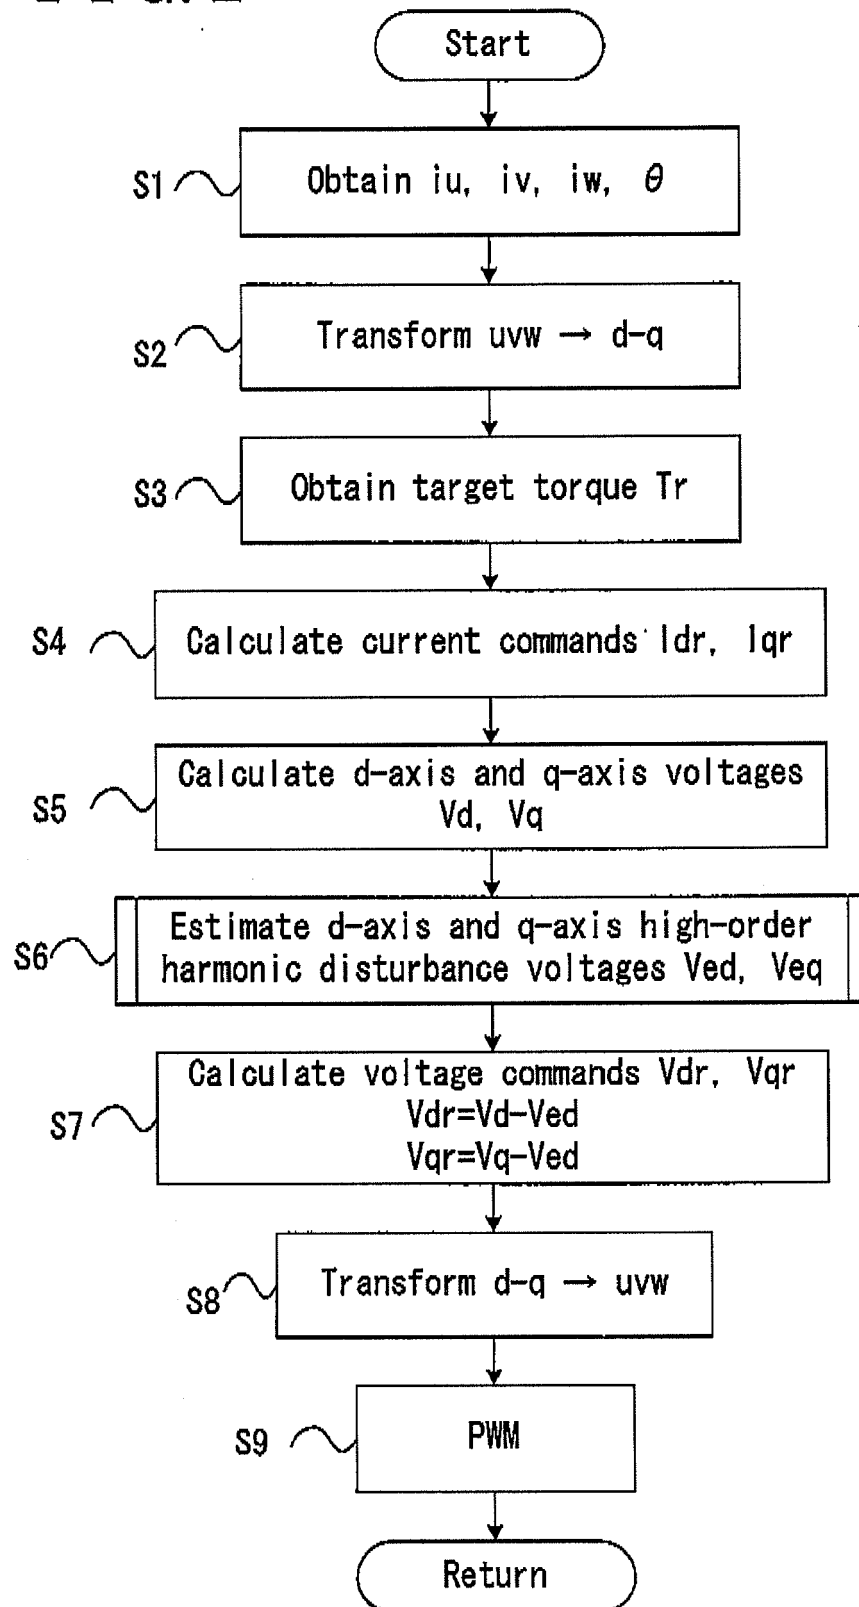 Start
S1
Obtain iu, iv, iw, θ
S2
Transform uvw → d-q
S3
Obtain target torque Tr
S4
Calculate current commands Idr, Iqr
S5
Calculate d-axis and q-axis voltages
Vd, Vq
S6
Estimate d-axis and q-axis high-order
harmonic disturbance voltages Ved, Veq
S7
Calculate voltage commands Vdr, Vqr
Vdr=Vd-Ved
Vqr=Vq-Ved
S8
Transform d-q → uvw
S9
PWM
Return